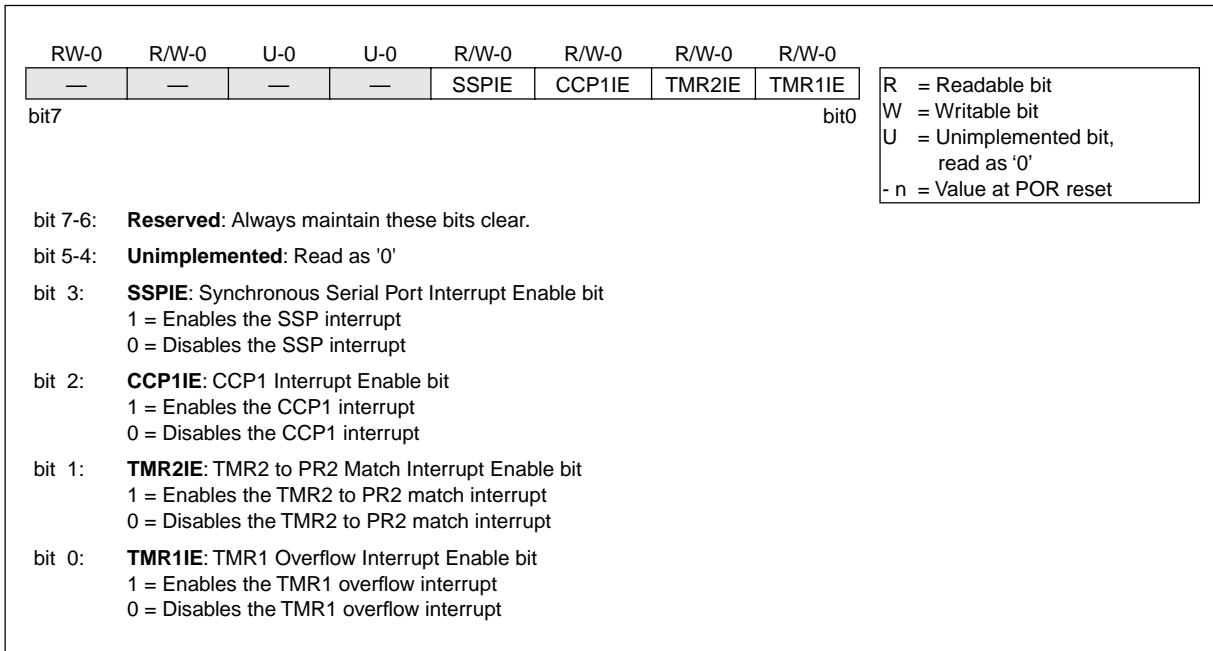 RW-0 R/W-0 U-0 U-0 R/W-0 R/W-0 R/W-0 R/W-0
— — — — SSPIE CCP1IE TMR2IE TMR1IE
bit7 bit0
R = Readable bit
W = Writable bit
U = Unimplemented bit,
read as ‘0’
- n = Value at POR reset
bit 7-6: Reserved: Always maintain these bits clear.
bit 5-4: Unimplemented: Read as '0'
bit 3: SSPIE: Synchronous Serial Port Interrupt Enable bit
1 = Enables the SSP interrupt
0 = Disables the SSP interrupt
bit 2: CCP1IE: CCP1 Interrupt Enable bit
1 = Enables the CCP1 interrupt
0 = Disables the CCP1 interrupt
bit 1: TMR2IE: TMR2 to PR2 Match Interrupt Enable bit
1 = Enables the TMR2 to PR2 match interrupt
0 = Disables the TMR2 to PR2 match interrupt
bit 0: TMR1IE: TMR1 Overflow Interrupt Enable bit
1 = Enables the TMR1 overflow interrupt
0 = Disables the TMR1 overflow interrupt